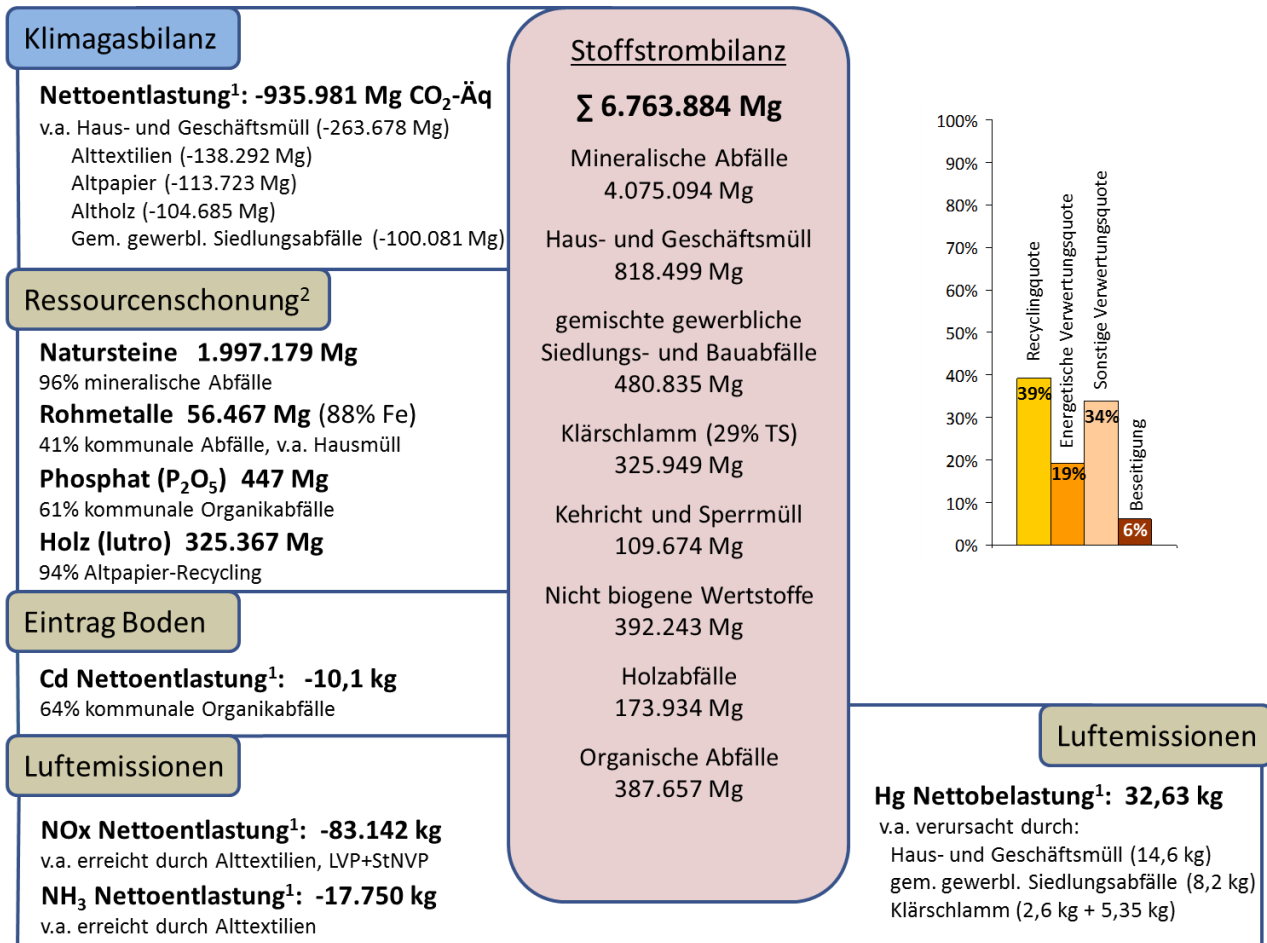 Klimagasbilanz
Nettoentlastung¹: -935.981 Mg CO₂-Äq
v.a. Haus- und Geschäftsmüll (-263.678 Mg)
Alttextilien (-138.292 Mg)
Altpapier (-113.723 Mg)
Altholz (-104.685 Mg)
Gem. gewerbl. Siedlungsabfälle (-100.081 Mg)
Ressourcenschonung²
Natursteine 1.997.179 Mg
96% mineralische Abfälle
Rohmetalle 56.467 Mg (88% Fe)
41% kommunale Abfälle, v.a. Hausmüll
Phosphat (P₂O₅) 447 Mg
61% kommunale Organikabfälle
Holz (lutro) 325.367 Mg
94% Altpapier-Recycling
Eintrag Boden
Cd Nettoentlastung¹: -10,1 kg
64% kommunale Organikabfälle
Luftemissionen
NOx Nettoentlastung¹: -83.142 kg
v.a. erreicht durch Alttextilien, LVP+StNVP
NH₃ Nettoentlastung¹: -17.750 kg
v.a. erreicht durch Alttextilien
Stoffstrombilanz
∑ 6.763.884 Mg
Mineralische Abfälle
4.075.094 Mg
Haus- und Geschäftsmüll
818.499 Mg
gemischte gewerbliche
Siedlungs- und Bauabfälle
480.835 Mg
Klärschlamm (29% TS)
325.949 Mg
Kehricht und Sperrmüll
109.674 Mg
Nicht biogene Wertstoffe
392.243 Mg
Holzabfälle
173.934 Mg
Organische Abfälle
387.657 Mg
100%
90%
80%
70%
60%
50%
40%
30%
20%
10%
0%
Recyclingquote
39%
Energetische Verwertungsquote
19%
Sonstige Verwertungsquote
34%
Beseitigung
6%
Luftemissionen
Hg Nettobelastung¹: 32,63 kg
v.a. verursacht durch:
Haus- und Geschäftsmüll (14,6 kg)
gem. gewerbl. Siedlungsabfälle (8,2 kg)
Klärschlamm (2,6 kg + 5,35 kg)